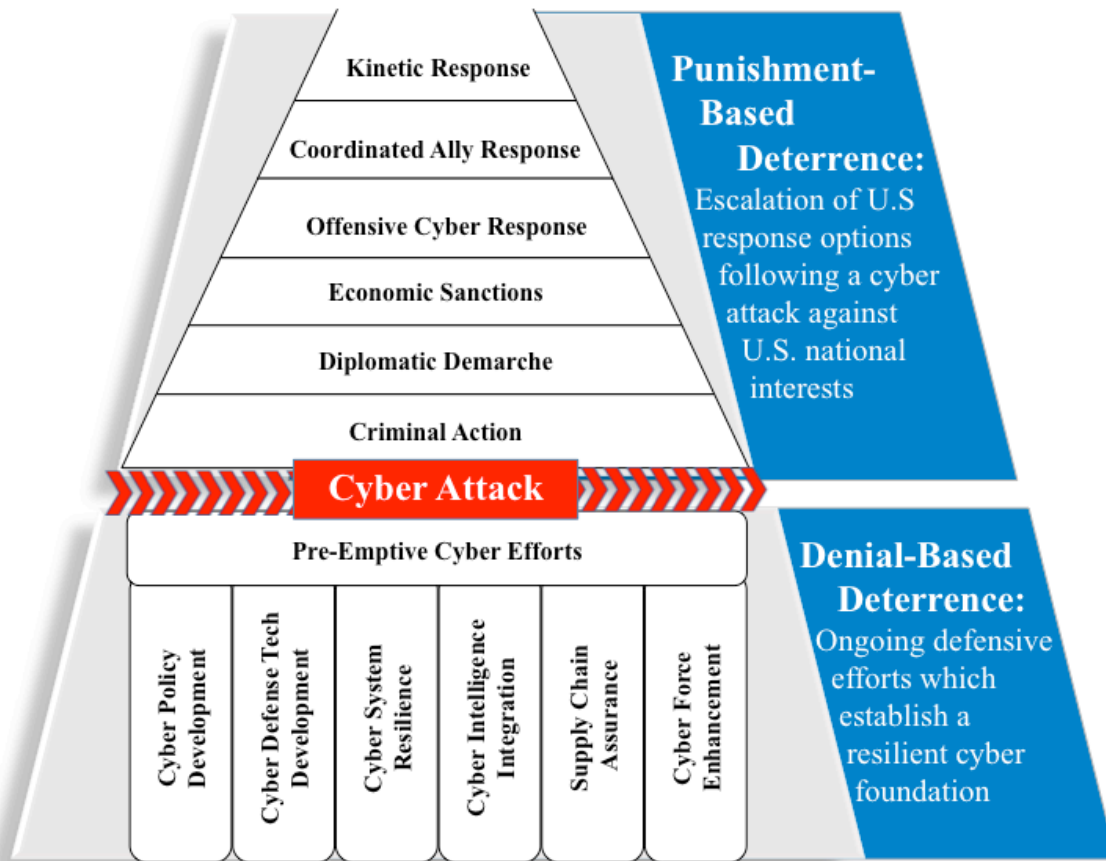 Kinetic Response
Coordinated Ally Response
Offensive Cyber Response
Economic Sanctions
Diplomatic Demarche
Criminal Action
Punishment-
Based
Deterrence:
Escalation of U.S
response options
following a cyber
attack against
U.S. national
interests
Cyber Attack
Pre-Emptive Cyber Efforts
Cyber Policy
Development
Cyber Defense Tech
Development
Cyber System
Resilience
Cyber Intelligence
Integration
Supply Chain
Assurance
Cyber Force
Enhancement
Denial-Based
Deterrence:
Ongoing defensive
efforts which
establish a
resilient cyber
foundation